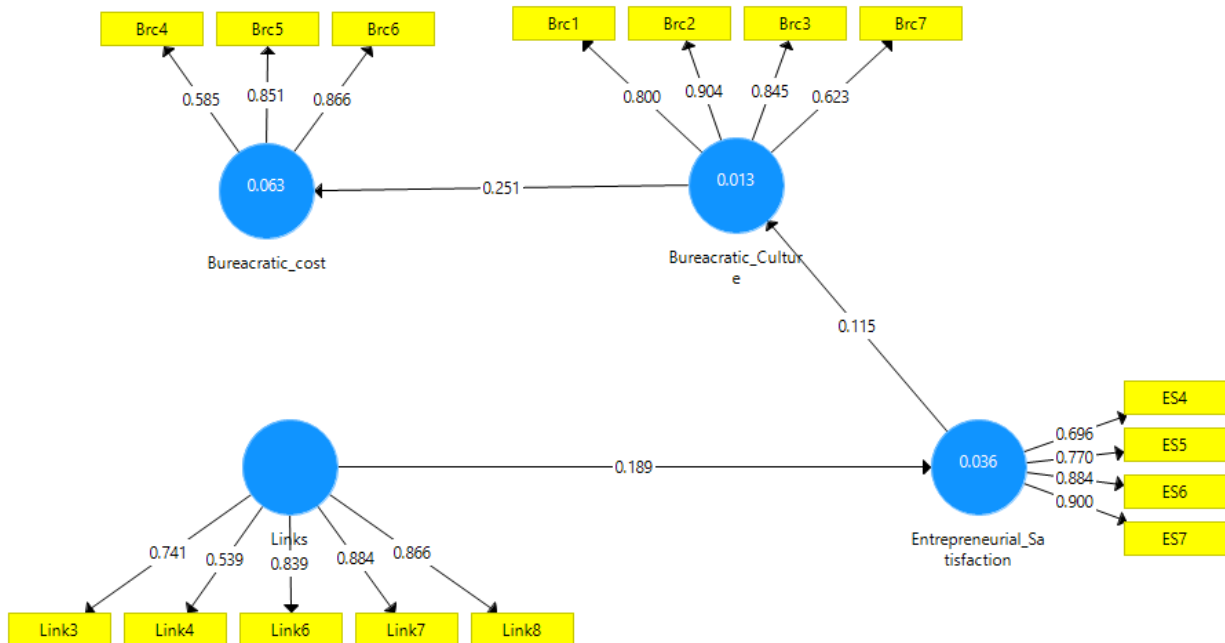 Brc4 Brc5 Brc6 Brc1 Brc2 Brc3 Brc7
0.585 0.851 0.866 0.800 0.904 0.845 0.623
0.063 0.251 0.013
Bureacratic_cost Bureacratic_Cultur
e
0.115
ES4
0.696
ES5
0.770
0.189 0.036
0.884 ES6
0.900
Links Entrepreneurial_Sa ES7
tisfaction
0.741 0.539 0.839 0.884 0.866
Link3 Link4 Link6 Link7 Link8